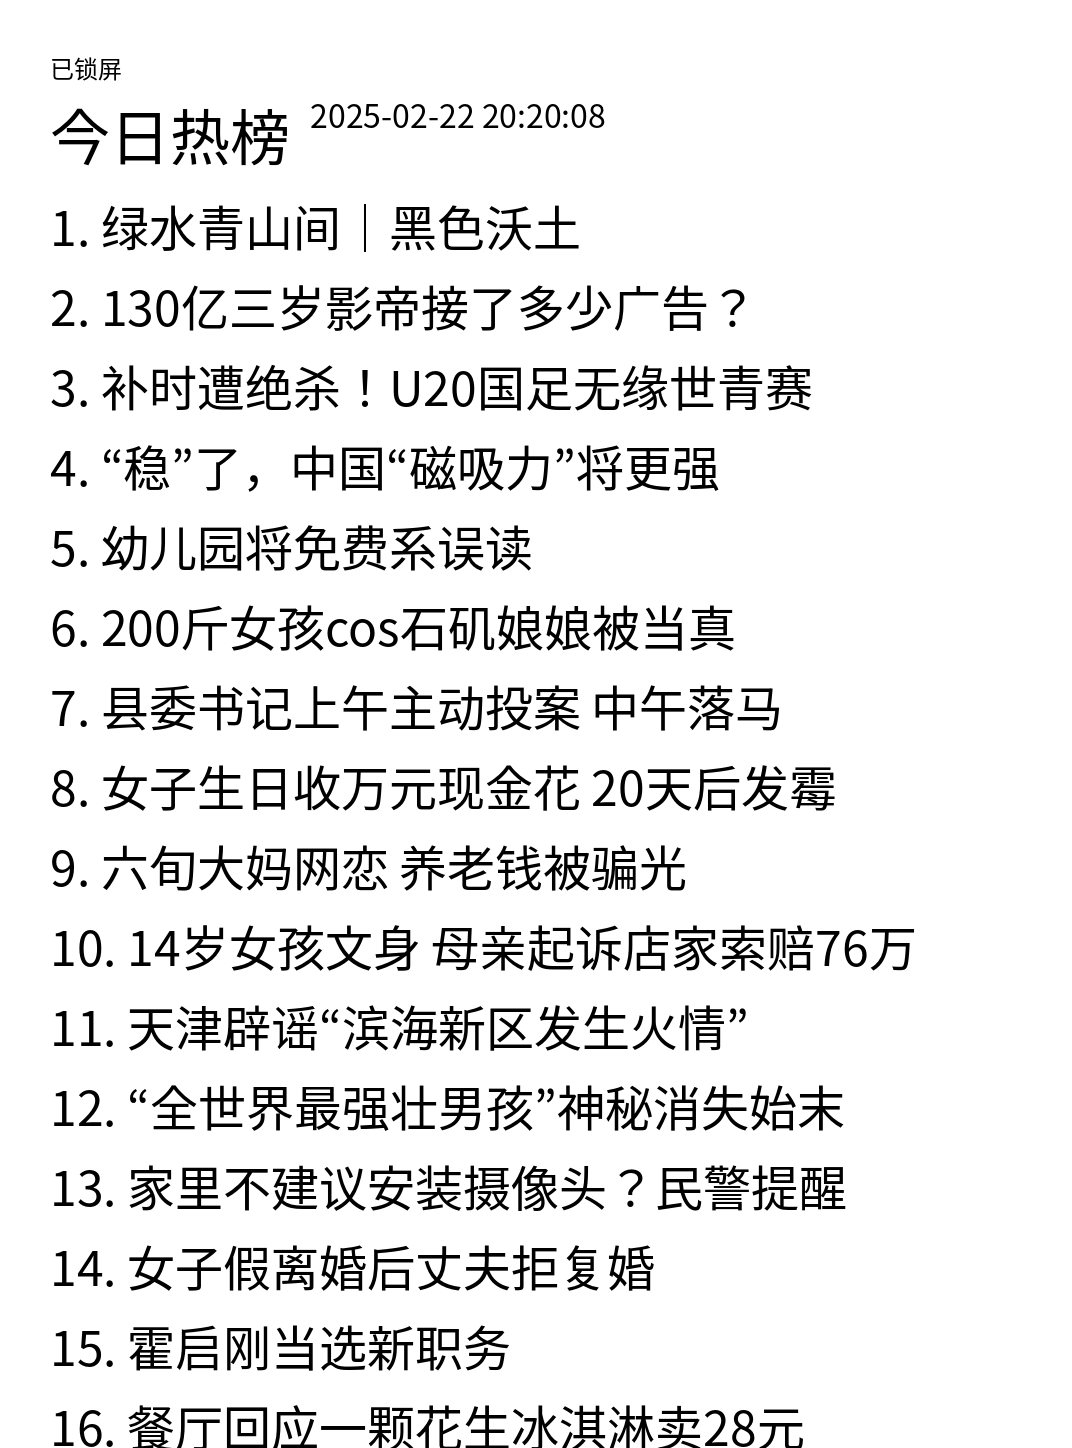 已锁屏
今日热榜 2025-02-22 20:20:08
1. 绿水青山间｜黑色沃土
2. 130亿三岁影帝接了多少广告？
3. 补时遭绝杀！U20国足无缘世青赛
4. “稳”了，中国“磁吸力”将更强
5. 幼儿园将免费系误读
6. 200斤女孩cos石矶娘娘被当真
7. 县委书记上午主动投案 中午落马
8. 女子生日收万元现金花 20天后发霉
9. 六旬大妈网恋 养老钱被骗光
10. 14岁女孩文身 母亲起诉店家索赔76万
11. 天津辟谣“滨海新区发生火情”
12. “全世界最强壮男孩”神秘消失始末
13. 家里不建议安装摄像头？民警提醒
14. 女子假离婚后丈夫拒复婚
15. 霍启刚当选新职务
16. 餐厅回应一颗花生冰淇淋卖28元